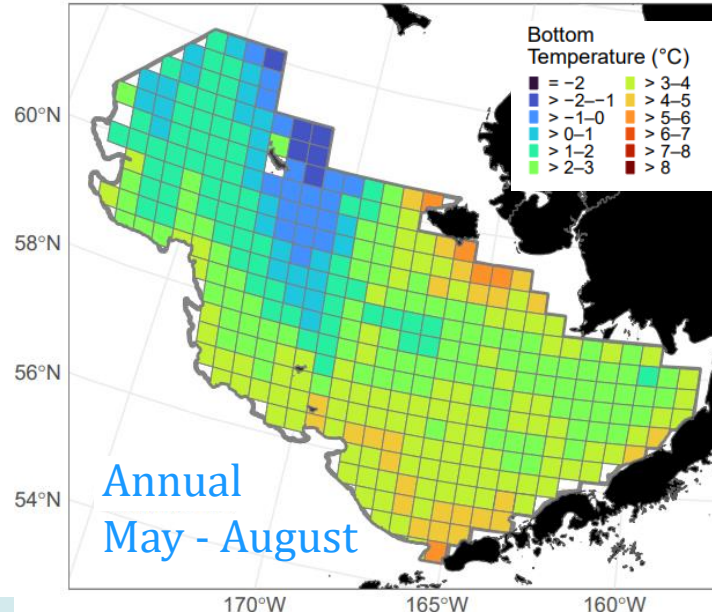 Bottom
Temperature (°C)
= −2
> −2–−1
> −1–0
> 0–1
> 1–2
> 2–3
> 3–4
> 4–5
> 5–6
> 6–7
> 7–8
> 8
60°N
58°N
56°N
54°N
Annual
May - August
170°W
165°W
160°W